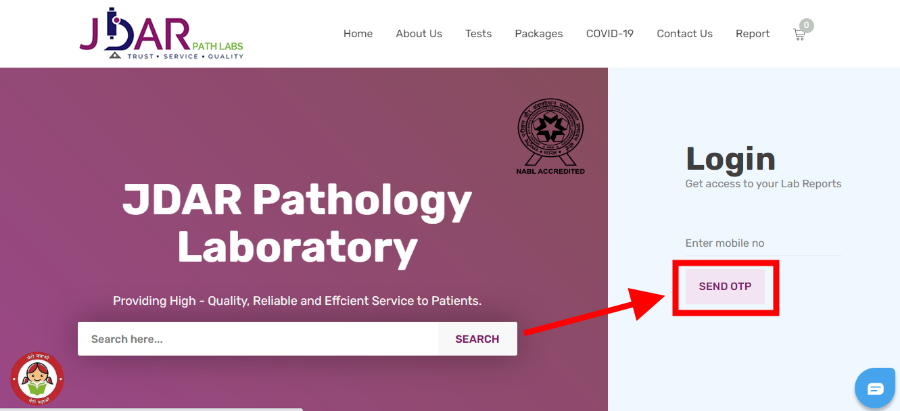 JDAR PATH LABS
TRUST • SERVICE • QUALITY
Home About Us Tests Packages COVID-19 Contact Us Report 0
NABL ACCREDITED
JDAR Pathology
Laboratory
Providing High - Quality, Reliable and Effcient Service to Patients.
Search here... SEARCH
Login
Get access to your Lab Reports
Enter mobile no
SEND OTP